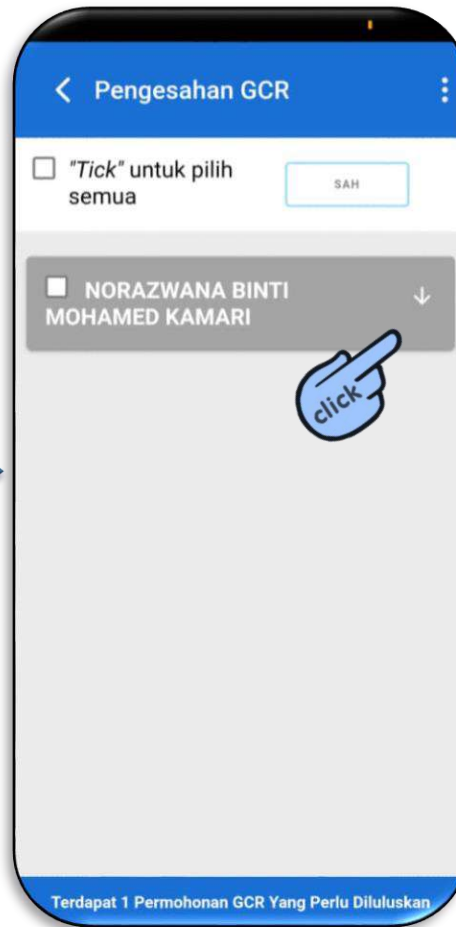 Pengesahan GCR
"Tick" untuk pilih
semua
SAH
NORAZWANA BINTI
MOHAMED KAMARI
click
Terdapat 1 Permohonan GCR Yang Perlu Diluluskan